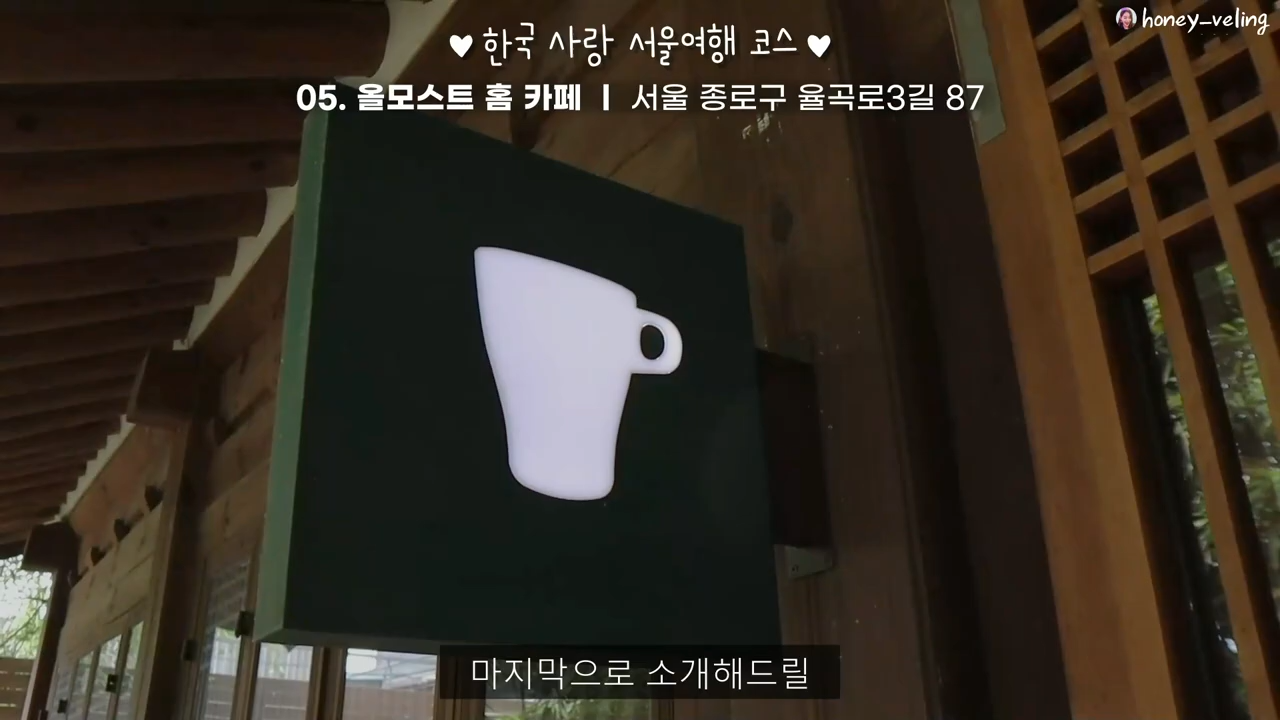 honey_veling
♥ 한국 사랑 서울여행 코스 ♥
05. 올모스트 홈 카페 | 서울 종로구 율곡로3길 87
마지막으로 소개해드릴